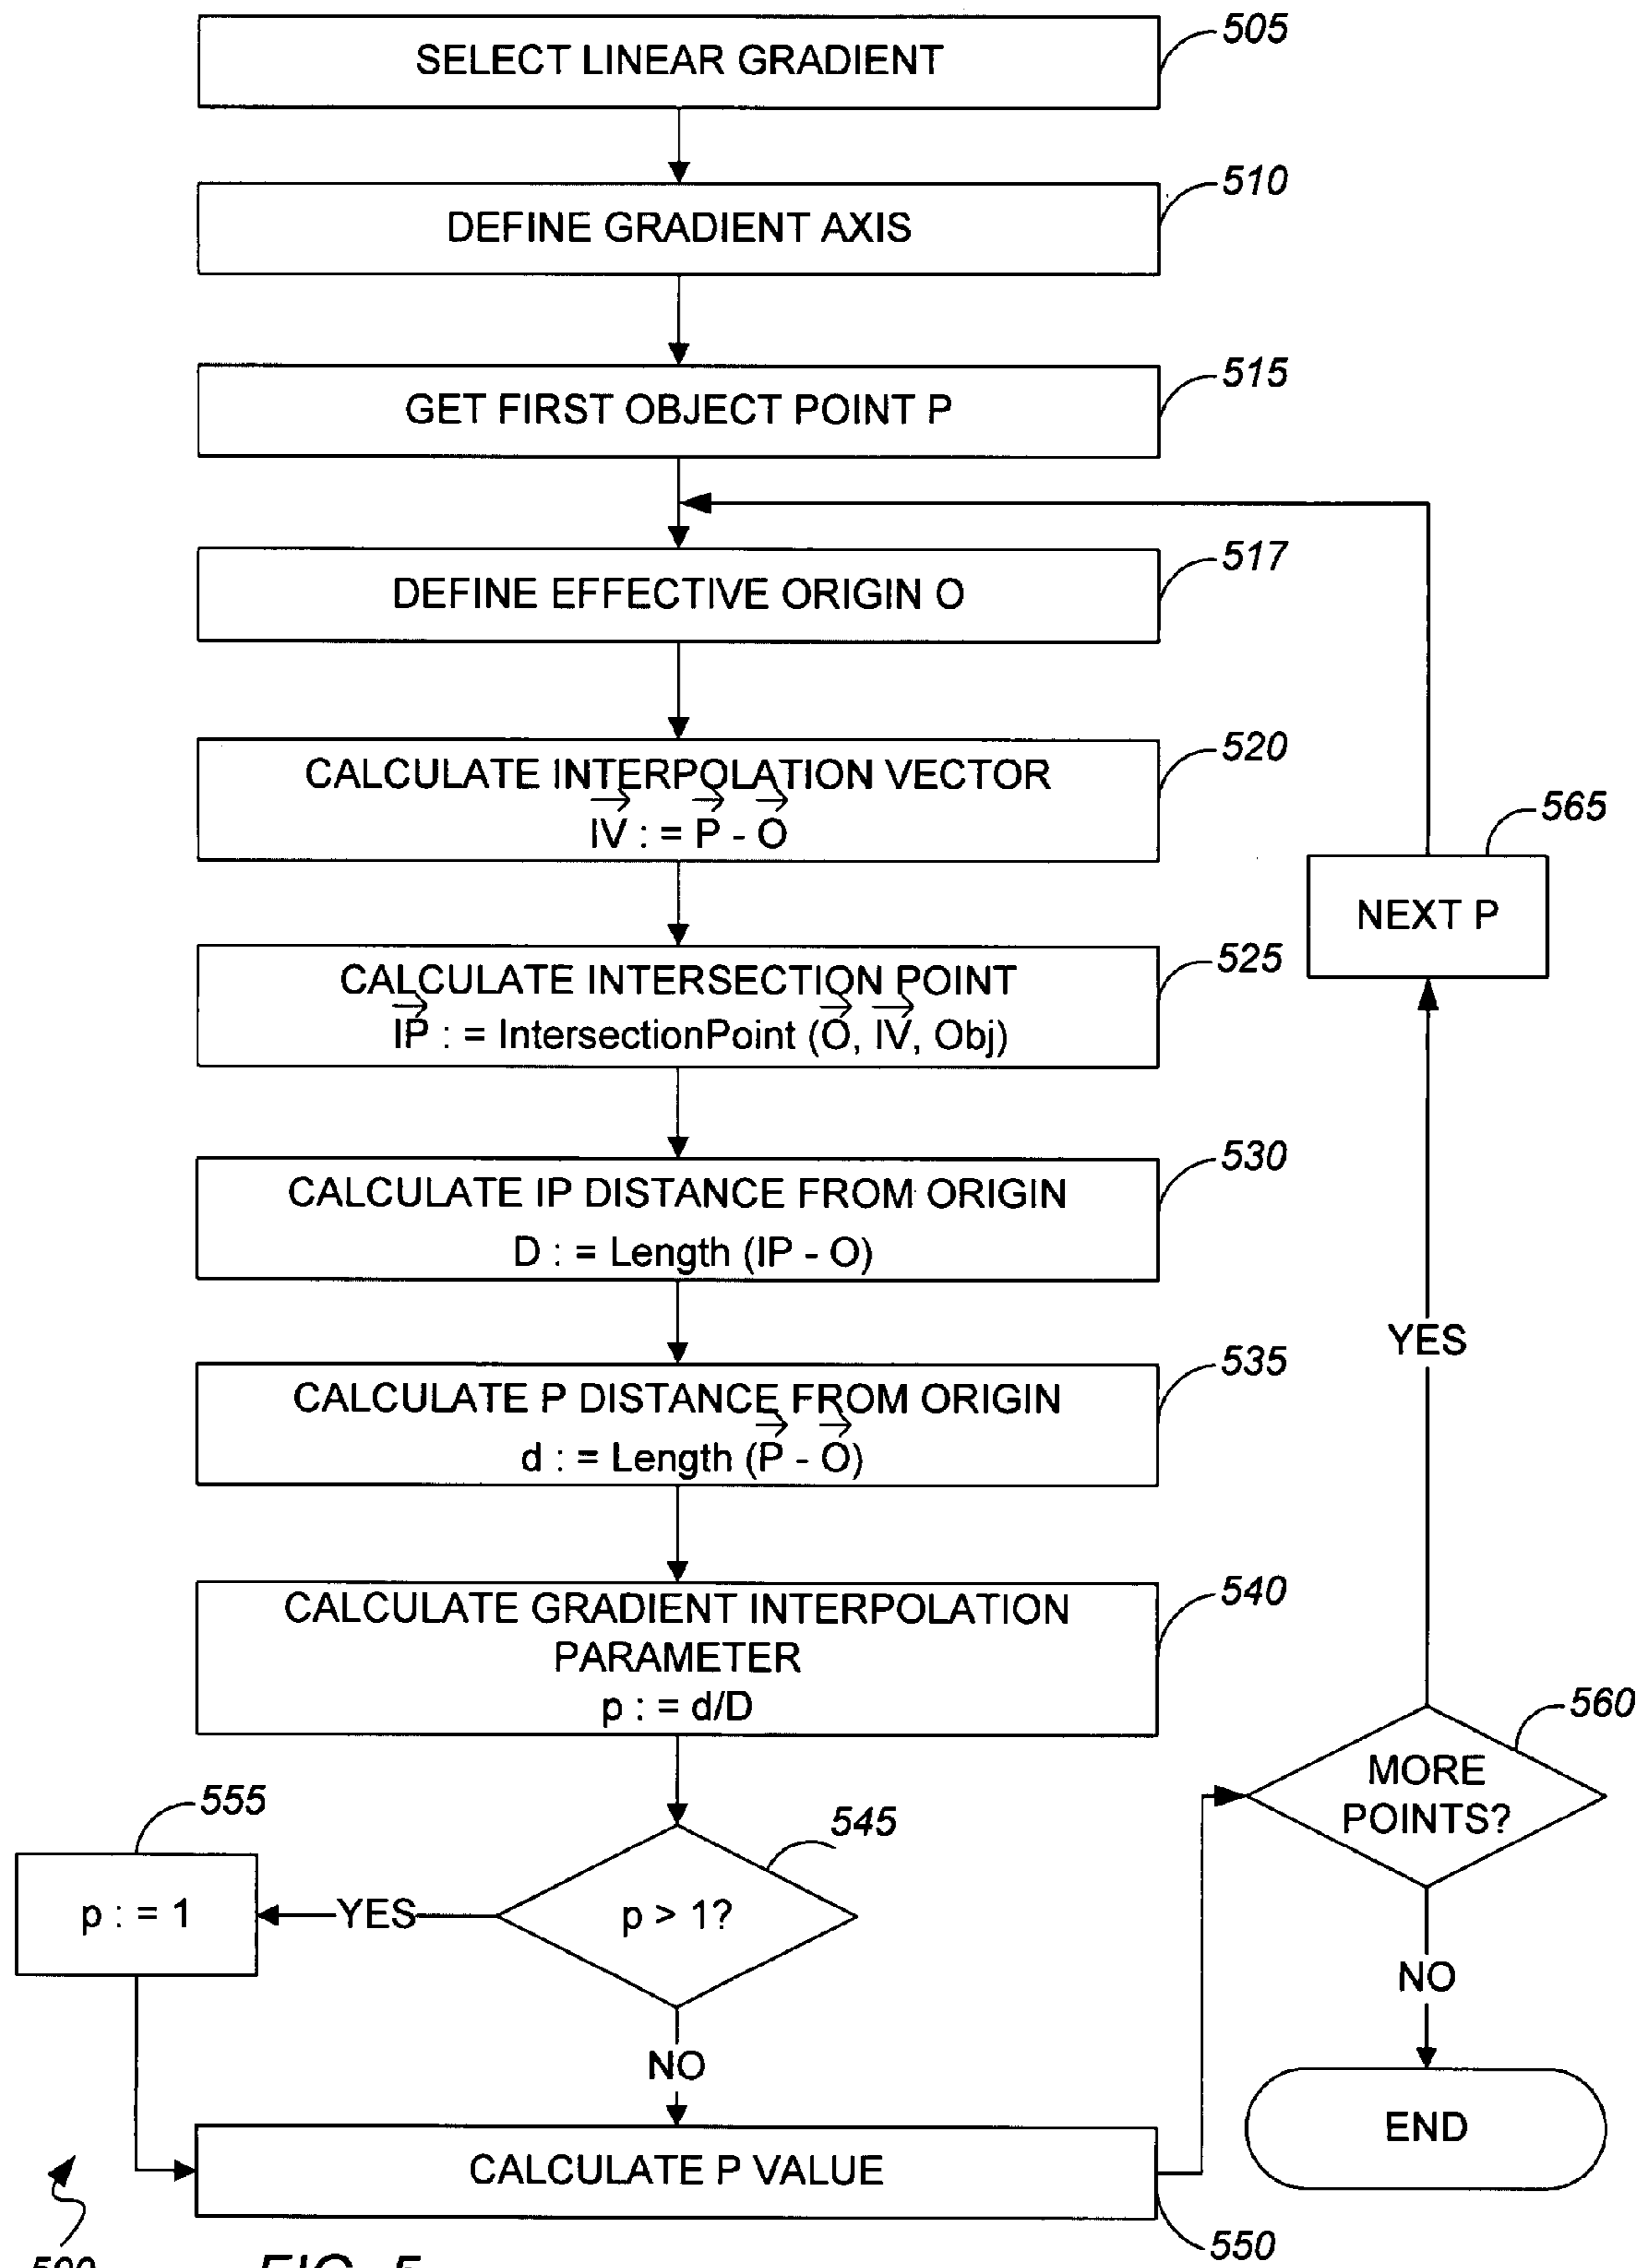 SELECT LINEAR GRADIENT
505
DEFINE GRADIENT AXIS
510
GET FIRST OBJECT POINT P
515
DEFINE EFFECTIVE ORIGIN O
517
CALCULATE INTERPOLATION VECTOR
IV : = P - O
520
CALCULATE INTERSECTION POINT
IP : = IntersectionPoint (O, IV, Obj)
525
CALCULATE IP DISTANCE FROM ORIGIN
D : = Length (IP - O)
530
CALCULATE P DISTANCE FROM ORIGIN
d : = Length (P - O)
535
CALCULATE GRADIENT INTERPOLATION
PARAMETER
p : = d/D
540
p > 1?
545
YES
p : = 1
555
NO
CALCULATE P VALUE
550
MORE
POINTS?
560
YES
NEXT P
565
NO
END